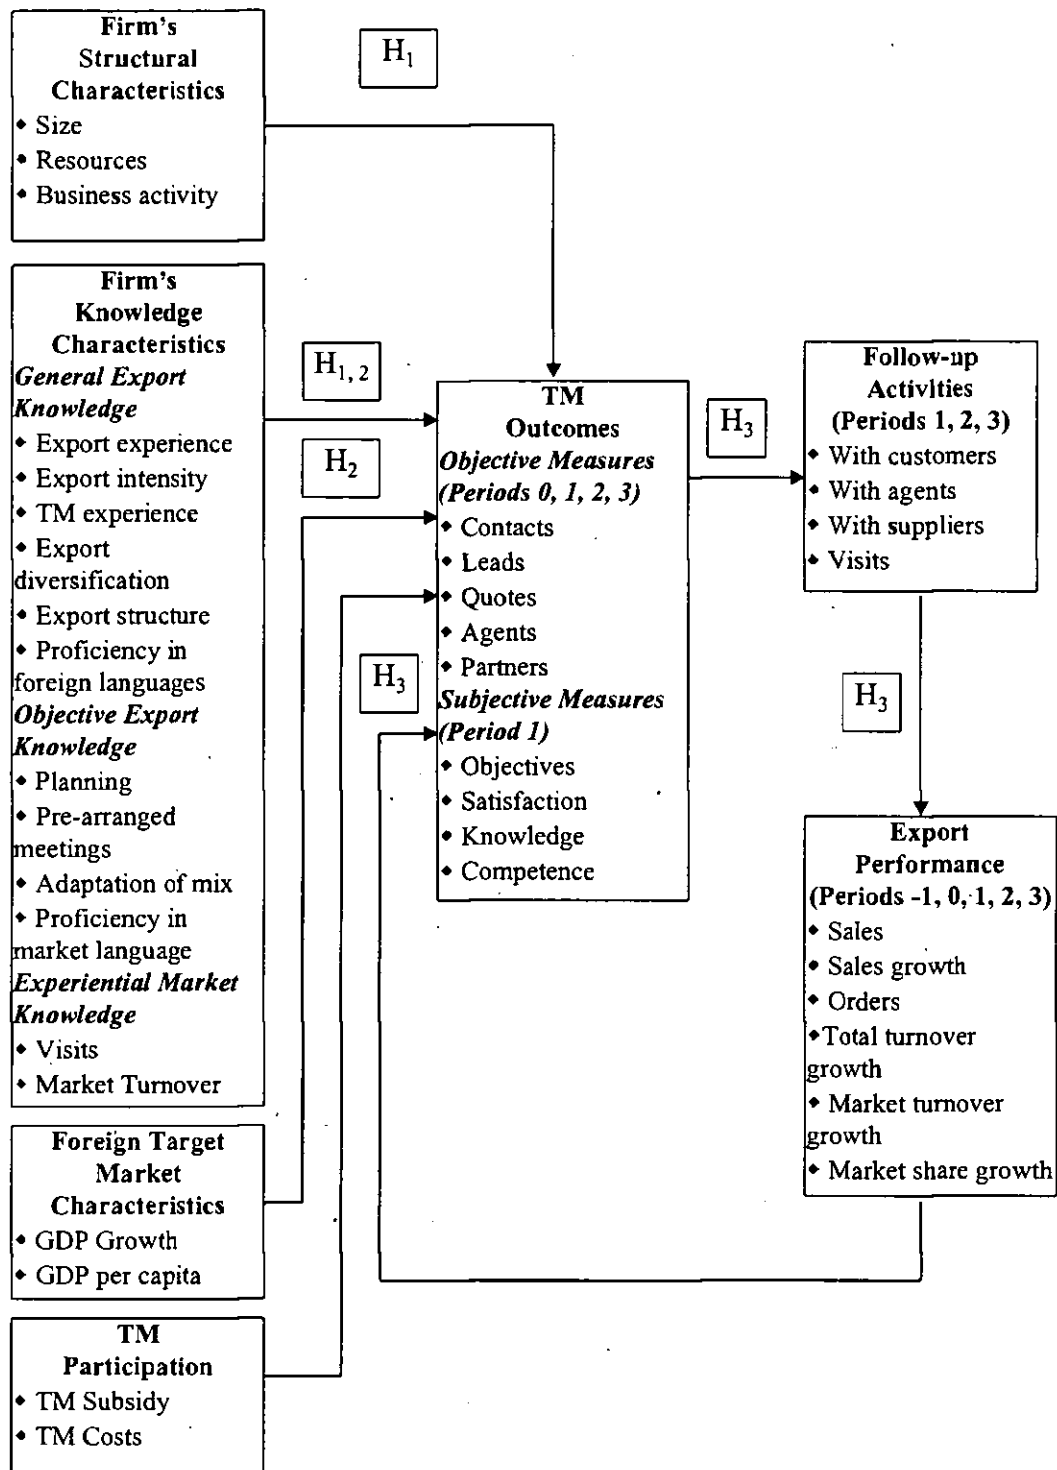 Firm's
Structural
Characteristics
◆ Size
◆ Resources
◆ Business activity
H₁
Firm's
Knowledge
Characteristics
General Export
Knowledge
◆ Export experience
◆ Export intensity
◆ TM experience
◆ Export
diversification
◆ Export structure
◆ Proficiency in
foreign languages
Objective Export
Knowledge
◆ Planning
◆ Pre-arranged
meetings
◆ Adaptation of mix
◆ Proficiency in
market language
Experiential Market
Knowledge
◆ Visits
◆ Market Turnover
Foreign Target
Market
Characteristics
◆ GDP Growth
◆ GDP per capita
TM
Participation
◆ TM Subsidy
◆ TM Costs
H₁, ₂
H₂
H₃
TM
Outcomes
Objective Measures
(Periods 0, 1, 2, 3)
◆ Contacts
◆ Leads
◆ Quotes
◆ Agents
◆ Partners
Subjective Measures
(Period 1)
◆ Objectives
◆ Satisfaction
◆ Knowledge
◆ Competence
H₃
Follow-up
Activities
(Periods 1, 2, 3)
◆ With customers
◆ With agents
◆ With suppliers
◆ Visits
H₃
Export
Performance
(Periods -1, 0, 1, 2, 3)
◆ Sales
◆ Sales growth
◆ Orders
◆Total turnover
growth
◆ Market turnover
growth
◆ Market share growth